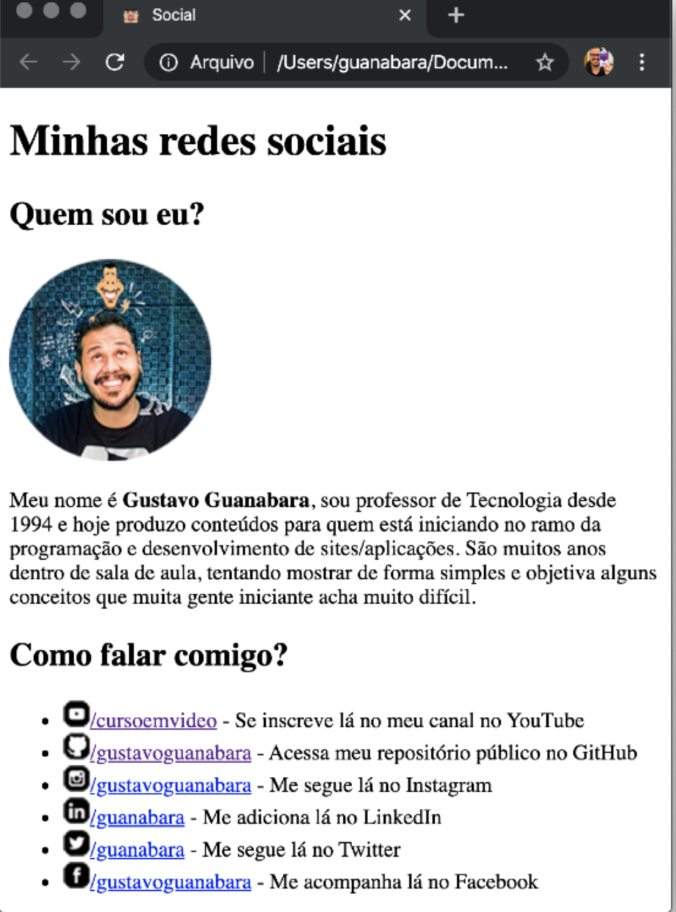 Social
Arquivo | /Users/guanabara/Docum...
Minhas redes sociais
Quem sou eu?
Meu nome é Gustavo Guanabara, sou professor de Tecnologia desde
1994 e hoje produzo conteúdos para quem está iniciando no ramo da
programação e desenvolvimento de sites/aplicações. São muitos anos
dentro de sala de aula, tentando mostrar de forma simples e objetiva alguns
conceitos que muita gente iniciante acha muito difícil.
Como falar comigo?
/cursoemvideo - Se inscreve lá no meu canal no YouTube
/gustavoguanabara - Acessa meu repositório público no GitHub
/gustavoguanabara - Me segue lá no Instagram
/guanabara - Me adiciona lá no LinkedIn
/guanabara - Me segue lá no Twitter
/gustavoguanabara - Me acompanha lá no Facebook